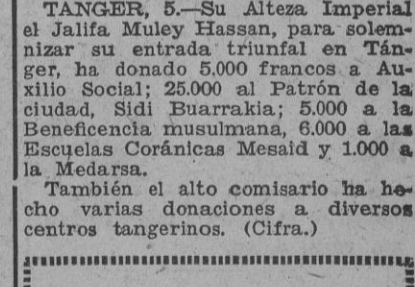 TANGER, 5.—Su Alteza Imperial
el Jalifa Muley Hassan, para solem-
nizar su entrada triunfal en Tán-
ger, ha donado 5.000 francos a Au-
xilio Social; 25.000 al Patrón de la
ciudad, Sidi Buarrakia; 5.000 a la
Beneficencia musulmana, 6.000 a las
Escuelas Coránicas Mesaid y 1.000 a
la Medarsa.
También el alto comisario ha he-
cho varias donaciones a diversos
centros tangerinos. (Cifra.)